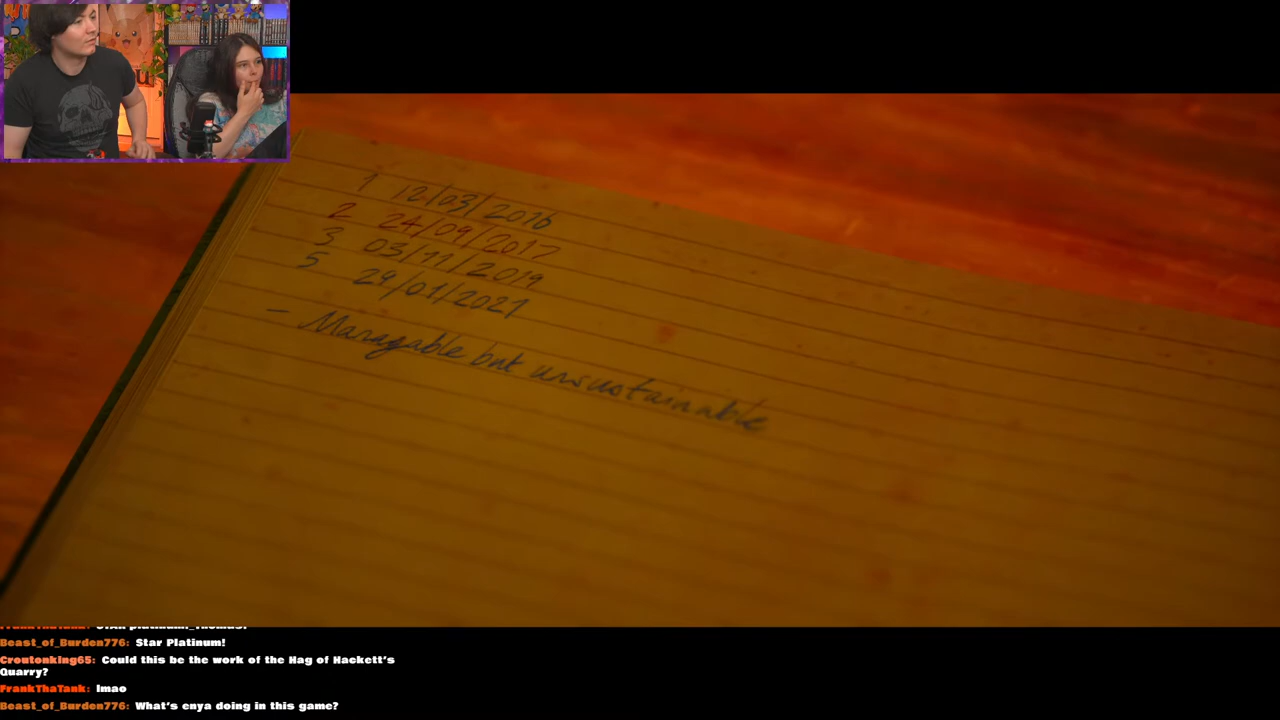 1 12/03/2016
2 24/09/2017
3 03/11/2019
5 29/01/2021
- Managable but unsustainable
Beast_of_Burden776: Star Platinum!
Croutonking65: Could this be the work of the Hag of Hackett's
Quarry?
FrankThaTank: lmao
Beast_of_Burden776: What's enya doing in this game?